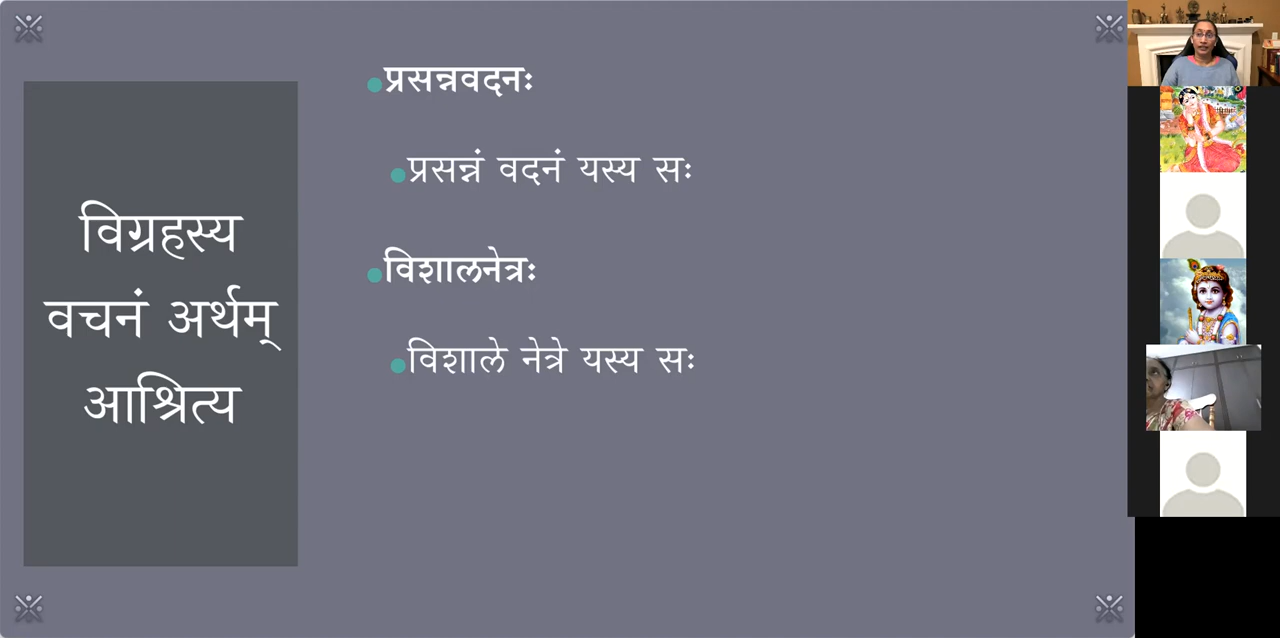 विग्रहस्य
वचनं अर्थम्
आश्रित्य
प्रसन्नवदनः
प्रसन्नं वदनं यस्य सः
विशालनेत्रः
विशाले नेत्रे यस्य सः